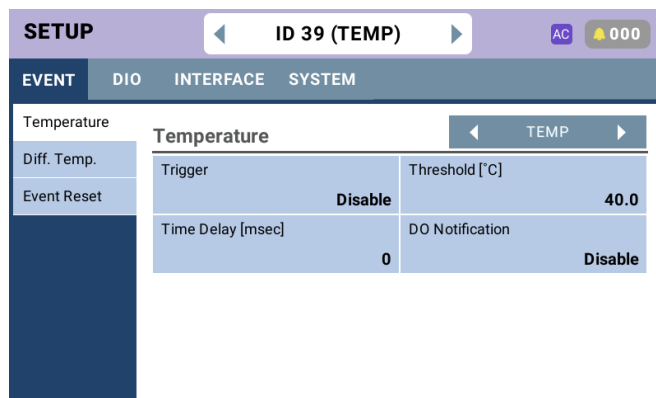 SETUP
ID 39 (TEMP)
AC
000
EVENT DIO INTERFACE SYSTEM
Temperature
Diff. Temp.
Event Reset
Temperature
TEMP
Trigger
Disable
Threshold [˚C]
40.0
Time Delay [msec]
0
DO Notification
Disable